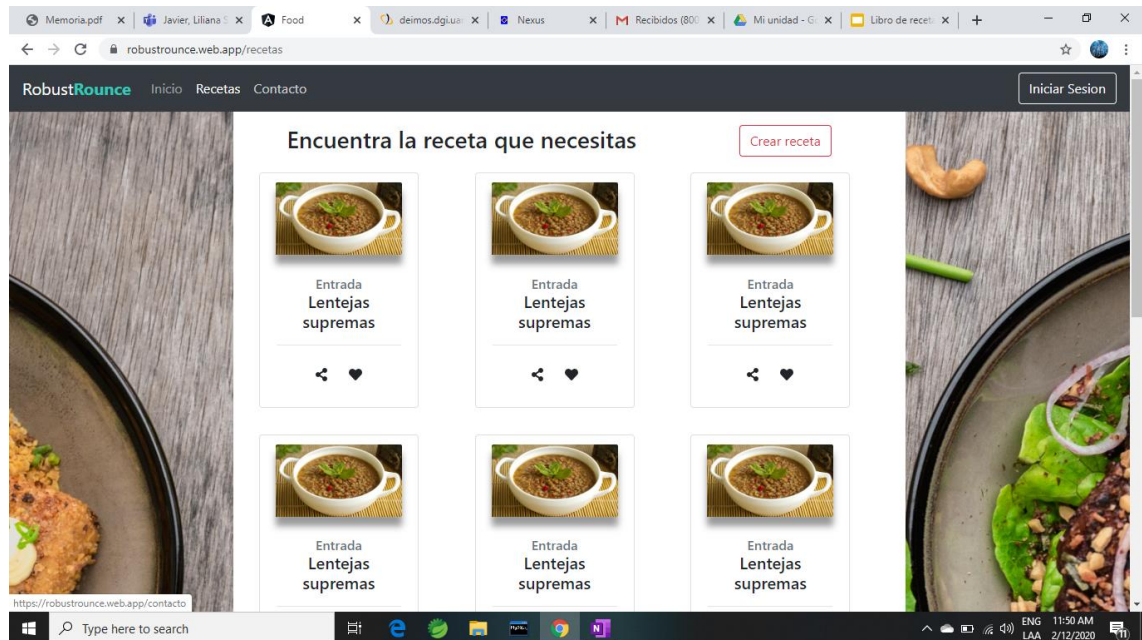 Memoria.pdf
Javier, Liliana S
Food
deimos.dgi.uan
Nexus
Recibidos (800
Mi unidad - Go
Libro de receta
robustrounce.web.app/recetas
RobustRounce Inicio Recetas Contacto Iniciar Sesion
Encuentra la receta que necesitas
Crear receta
Entrada
Lentejas
supremas
Entrada
Lentejas
supremas
Entrada
Lentejas
supremas
Entrada
Lentejas
supremas
Entrada
Lentejas
supremas
Entrada
Lentejas
supremas
https://robustrounce.web.app/contacto
Type here to search
ENG
LAA
11:50 AM
2/12/2020